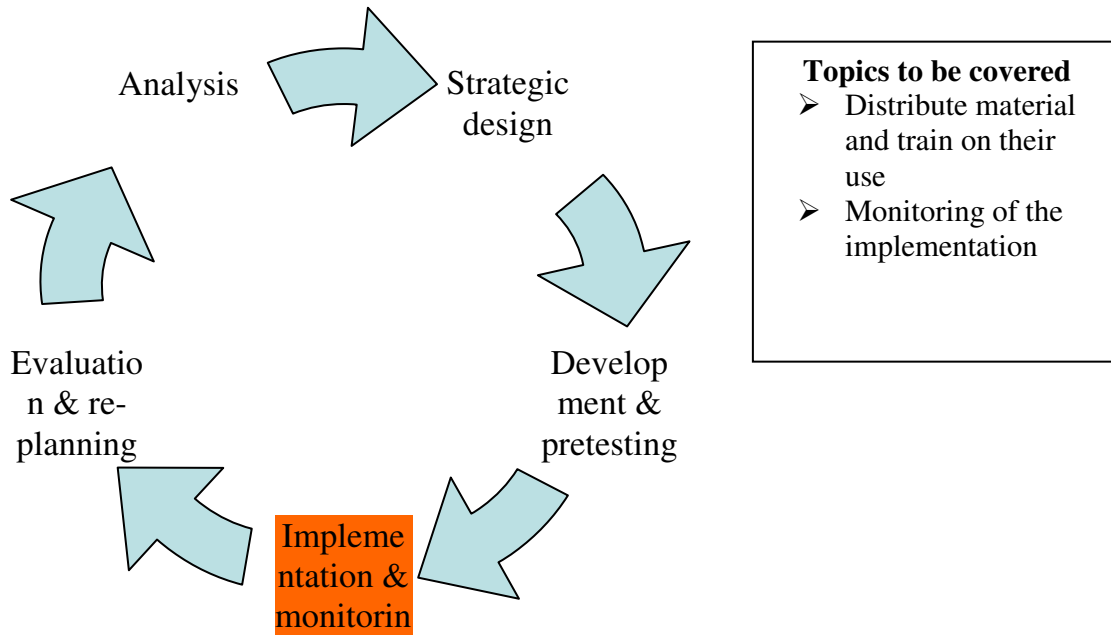 Analysis
Strategic
design
Develop
ment &
pretesting
Impleme
ntation &
monitorin
Evaluatio
n & re-
planning
Topics to be covered
➢ Distribute material
and train on their
use
➢ Monitoring of the
implementation